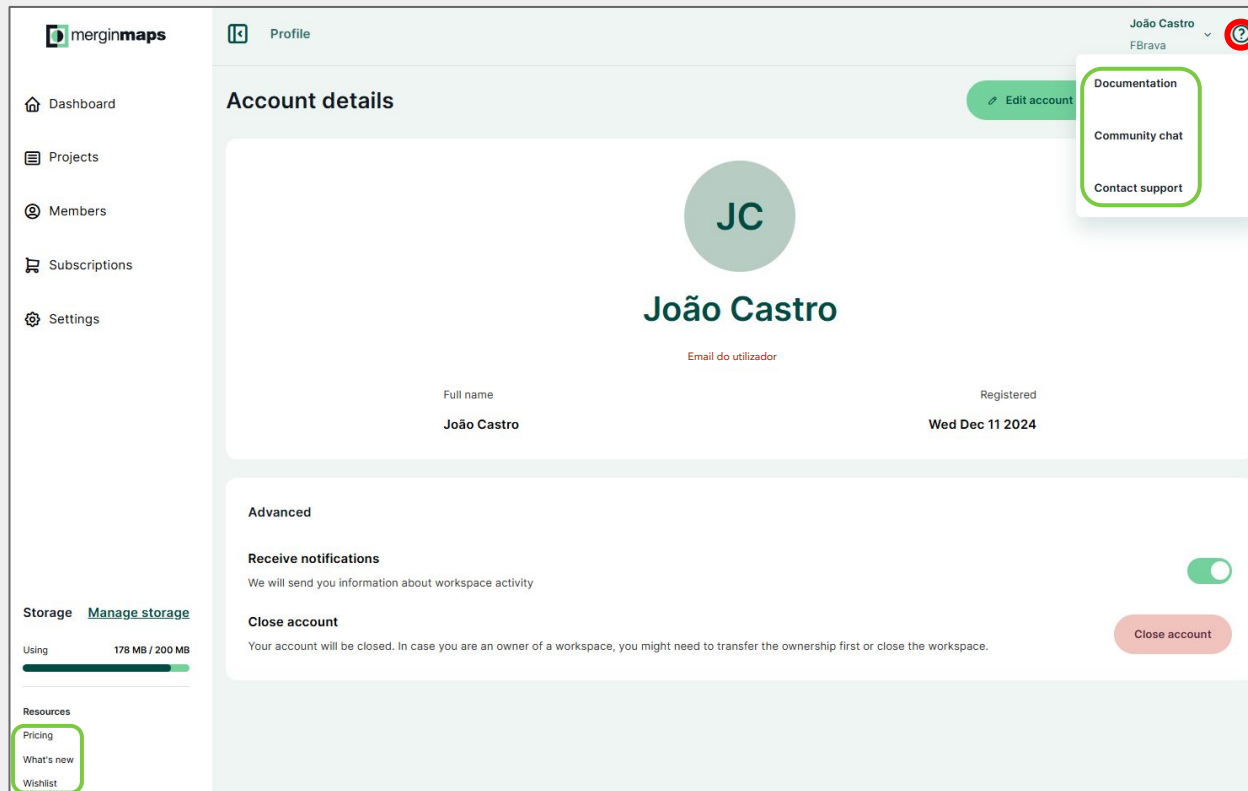 merginmaps
Profile
João Castro
FBrava
Dashboard
Projects
Members
Subscriptions
Settings
Account details
Edit account
Documentation
Community chat
Contact support
JC
João Castro
Email do utilizador
Full name
João Castro
Registered
Wed Dec 11 2024
Advanced
Receive notifications
We will send you information about workspace activity
Close account
Your account will be closed. In case you are an owner of a workspace, you might need to transfer the ownership first or close the workspace.
Close account
Storage Manage storage
Using 178 MB / 200 MB
Resources
Pricing
What's new
Wishlist